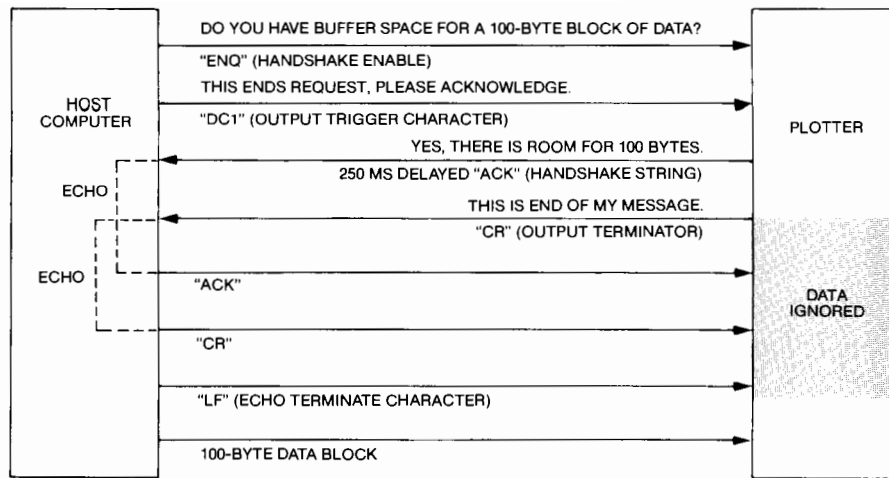 DO YOU HAVE BUFFER SPACE FOR A 100-BYTE BLOCK OF DATA?
"ENQ" (HANDSHAKE ENABLE)
THIS ENDS REQUEST, PLEASE ACKNOWLEDGE.
HOST
COMPUTER
"DC1" (OUTPUT TRIGGER CHARACTER)
PLOTTER
YES, THERE IS ROOM FOR 100 BYTES.
250 MS DELAYED "ACK" (HANDSHAKE STRING)
ECHO
THIS IS END OF MY MESSAGE.
"CR" (OUTPUT TERMINATOR)
ECHO
"ACK"
DATA
IGNORED
"CR"
"LF" (ECHO TERMINATE CHARACTER)
100-BYTE DATA BLOCK